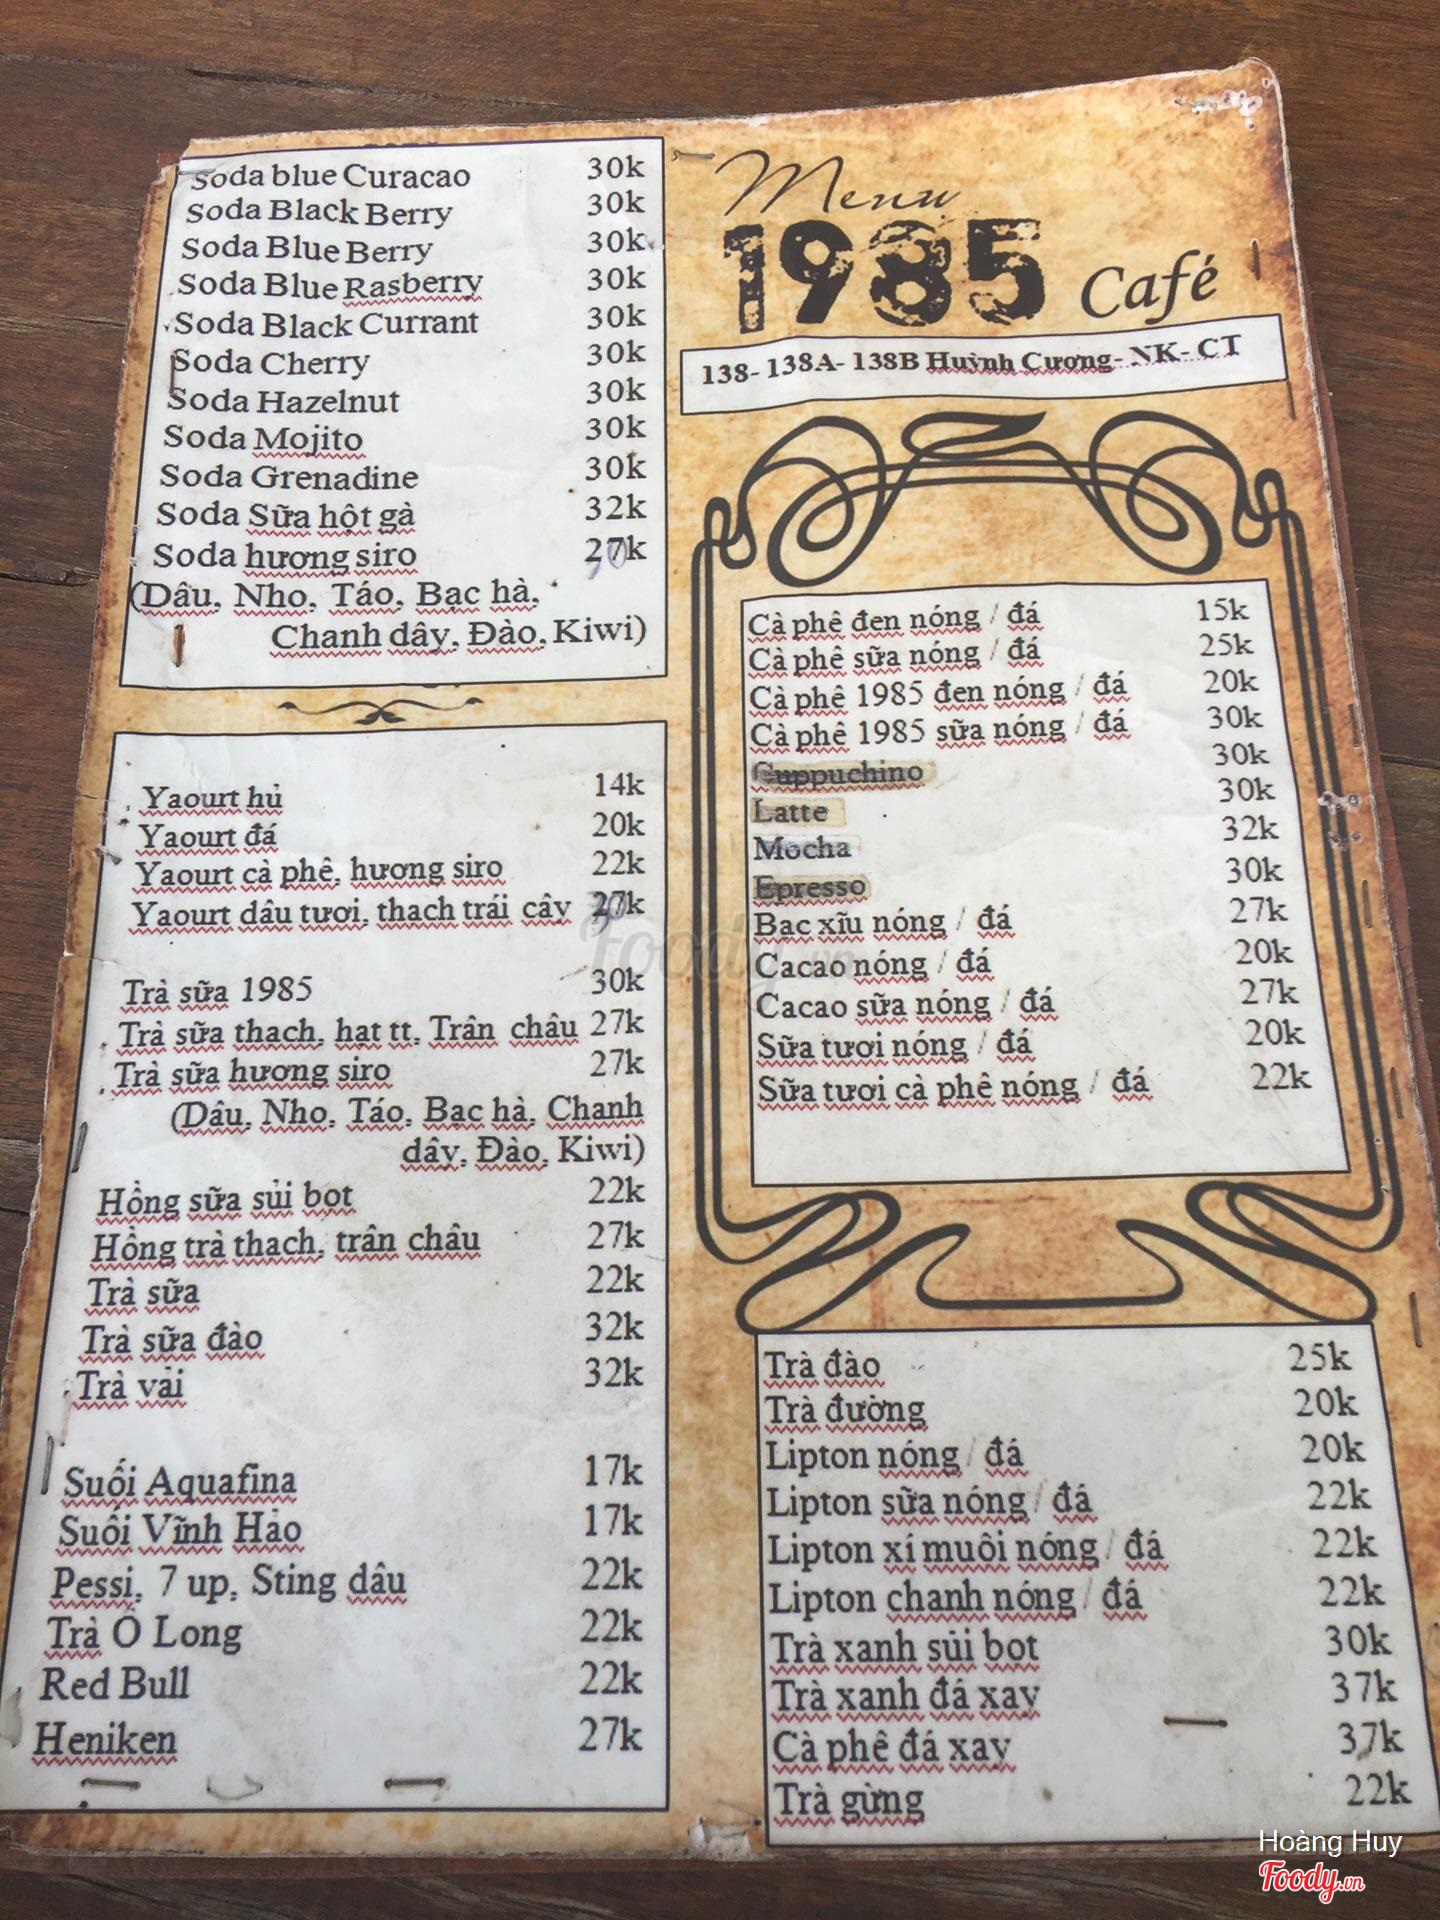 Soda blue Curacao 30k
Soda Black Berry 30k
Soda Blue Berry 30k
Soda Blue Rasberry 30k
Soda Black Currant 30k
Soda Cherry 30k
Soda Hazelnut 30k
Soda Mojito 30k
Soda Grenadine 30k
Soda Sữa hột gà 32k
Soda hương siro 27k
(Dâu, Nho, Táo, Bạc hà,
Chanh dây, Đào, Kiwi)
Yaourt hủ 14k
Yaourt đá 20k
Yaourt cà phê, hương siro 22k
Yaourt dâu tươi, thạch trái cây 27k
Trà sữa 1985 30k
Trà sữa thạch, hạt tt, Trân châu 27k
Trà sữa hương siro 27k
(Dâu, Nho, Táo, Bạc hà, Chanh
dây, Đào, Kiwi)
Hồng sữa sủi bọt 22k
Hồng trà thạch, trân châu 27k
Trà sữa 22k
Trà sữa đào 32k
Trà vải 32k
Suối Aquafina 17k
Suối Vĩnh Hảo 17k
Pessi, 7 up, Sting dâu 22k
Trà Ô Long 22k
Red Bull 22k
Heniken 27k
Menu
1985 Café
138- 138A- 138B Huỳnh Cương- NK- CT
Cà phê đen nóng / đá 15k
Cà phê sữa nóng / đá 25k
Cà phê 1985 đen nóng / đá 20k
Cà phê 1985 sữa nóng / đá 30k
Cuppuchino 30k
Latte 30k
Mocha 32k
Epresso 30k
Bạc xĩu nóng / đá 27k
Cacao nóng / đá 20k
Cacao sữa nóng / đá 27k
Sữa tươi nóng / đá 20k
Sữa tươi cà phê nóng / đá 22k
Trà đào 25k
Trà đường 20k
Lipton nóng / đá 20k
Lipton sữa nóng / đá 22k
Lipton xí muôi nóng / đá 22k
Lipton chanh nóng / đá 22k
Trà xanh sủi bọt 30k
Trà xanh đá xay 37k
Cà phê đá xay 37k
Trà gừng 22k
Foody.vn
Hoàng Huy
Foody.vn